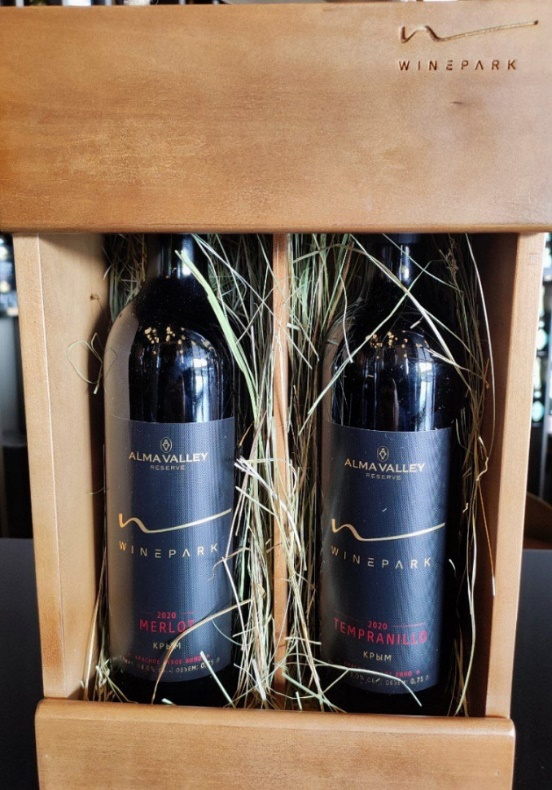 WINEPARK
ALMA VALLEY
RESERVE
WINEPARK
2020
MERLOT
КРЫМ
ALMA VALLEY
RESERVE
WINEPARK
2020
TEMPRANILLO
КРЫМ